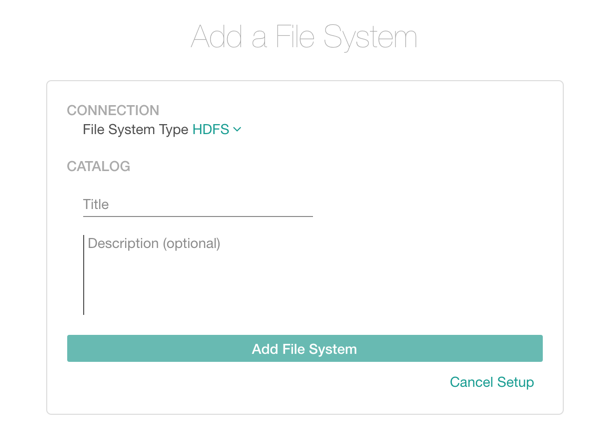 Add a File System
CONNECTION
File System Type HDFS
CATALOG
Title
Description (optional)
Add File System
Cancel Setup